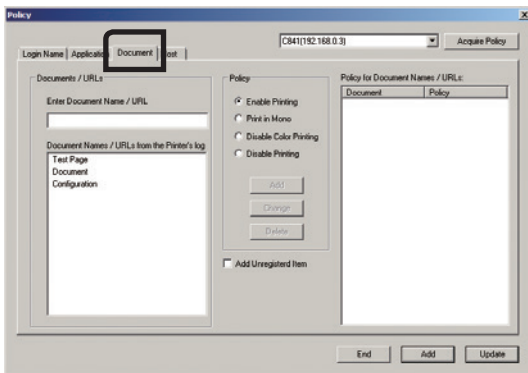 Policy
C841(192.168.0.3)
Acquire Policy
Login Name
Application
Document
Host
Documents / URLs
Enter Document Name / URL
Document Names / URLs from the Printer's log
Test Page
Document
Configuration
Policy
Enable Printing
Print in Mono
Disable Color Printing
Disable Printing
Add
Change
Delete
Add Unregisterd Item
Policy for Document Names / URLs:
Document
Policy
End
Add
Update